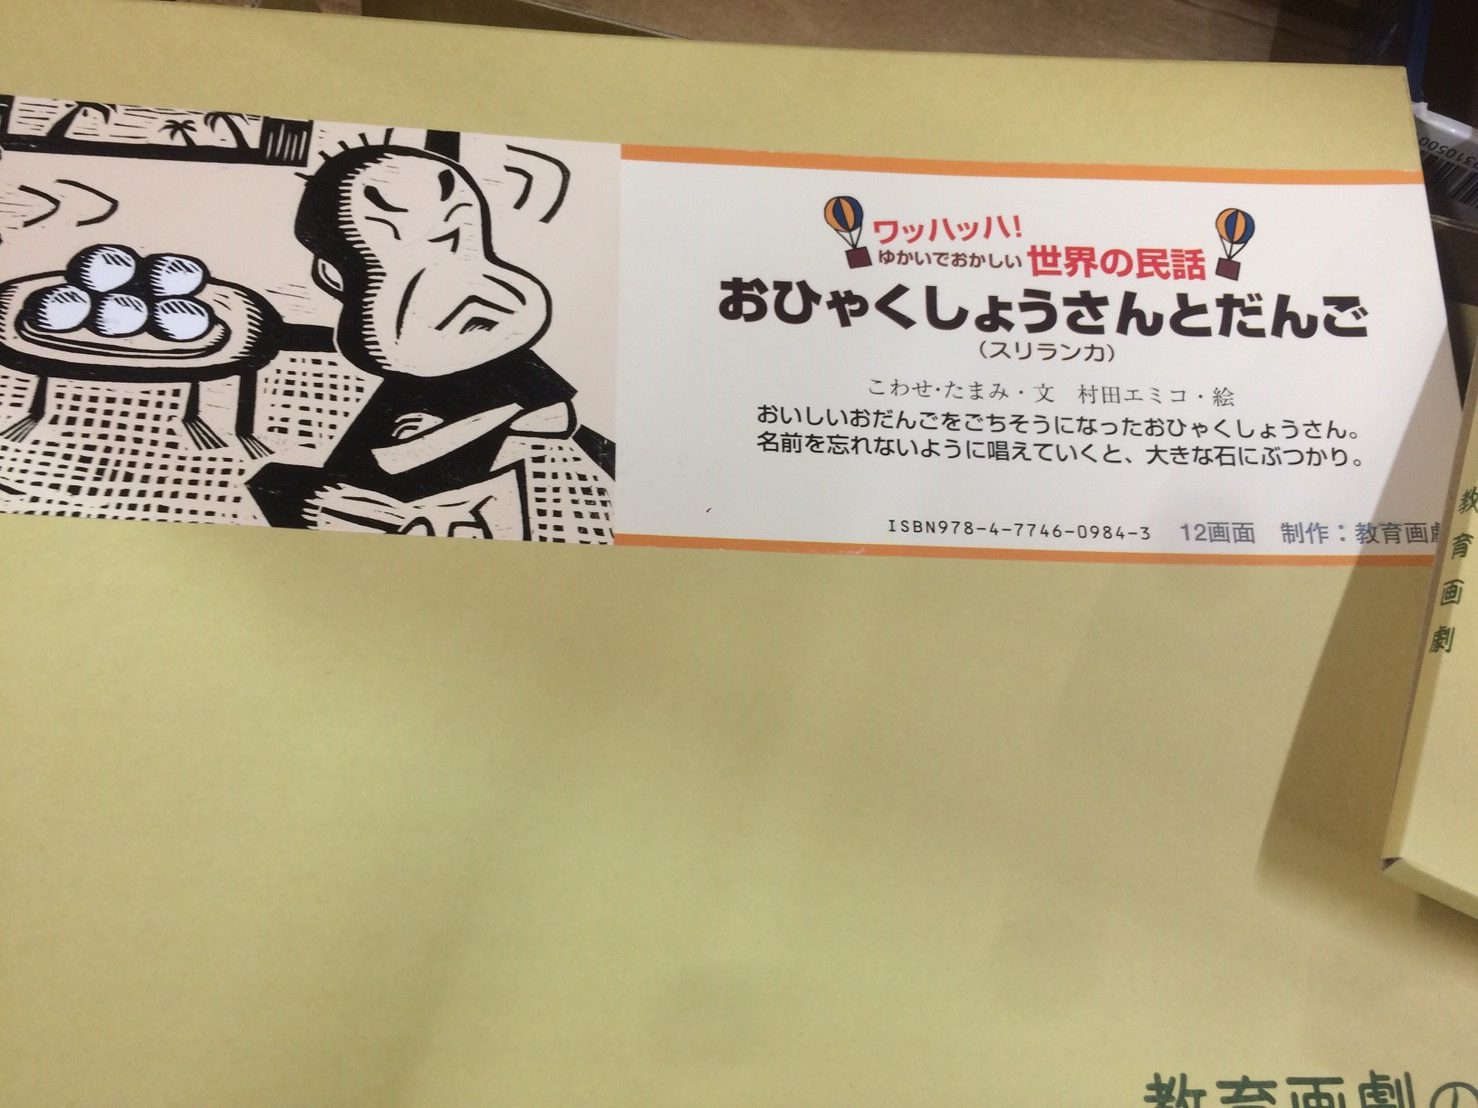 ワッハッハ!
ゆかいでおかしい 世界の民話
おひゃくしょうさんとだんご
(スリランカ)
こわせ・たまみ・文 村田エミコ・絵
おいしいおだんごをごちそうになったおひゃくしょうさん。
名前を忘れないように唱えていくと、大きな石にぶつかり。
ISBN978-4-7746-0984-3 12画面 制作:教育画劇
教育画劇
教育画劇の